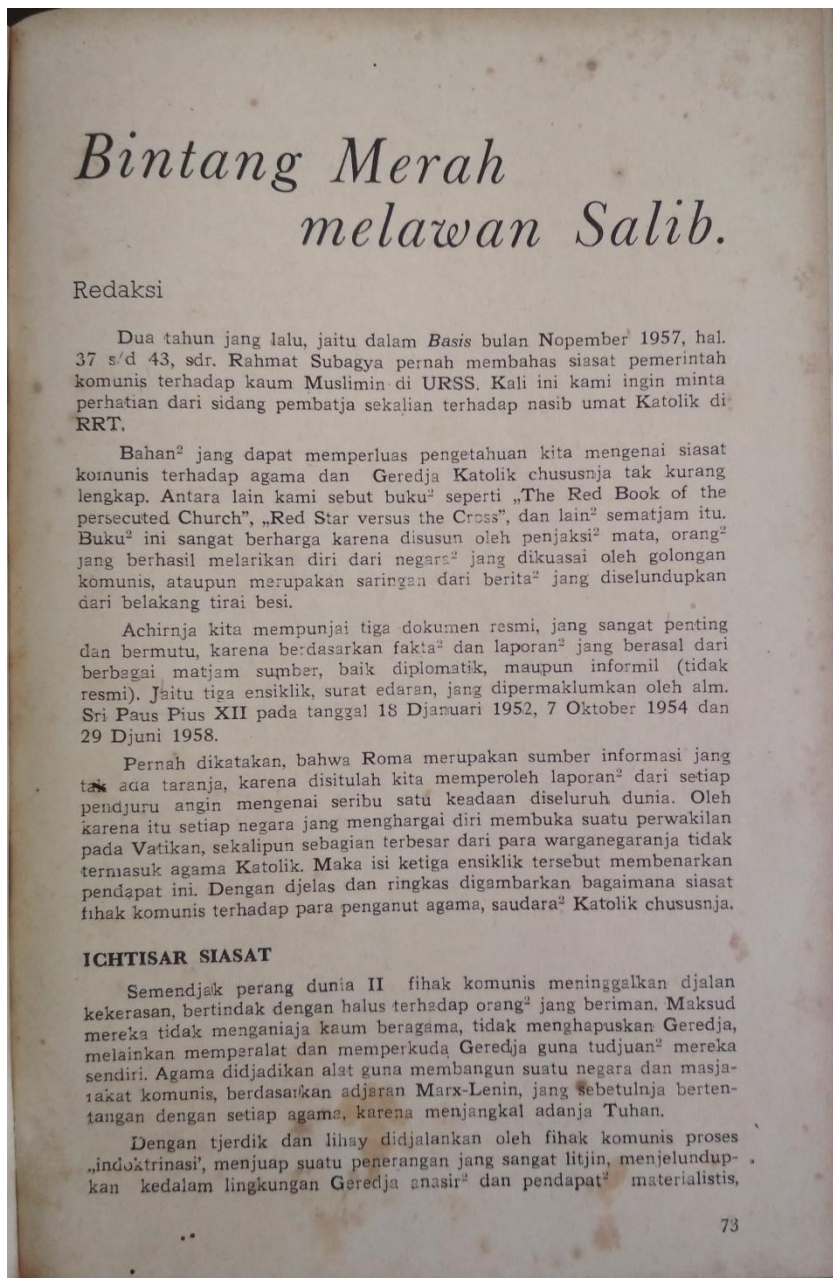 Bintang Merah
melawan Salib.
Redaksi
Dua tahun jang lalu, jaitu dalam Basis bulan Nopember 1957, hal.
37 s/d 43, sdr. Rahmat Subagya pernah membahas siasat pemerintah
komunis terhadap kaum Muslimin di URSS. Kali ini kami ingin minta
perhatian dari sidang pembatja sekalian terhadap nasib umat Katolik di
RRT.
Bahan² jang dapat memperluas pengetahuan kita mengenai siasat
komunis terhadap agama dan Geredja Katolik chususnja tak kurang
lengkap. Antara lain kami sebut buku² seperti „The Red Book of the
persecuted Church”, „Red Star versus the Cross”, dan lain² sematjam itu.
Buku² ini sangat berharga karena disusun oleh penjaksi² mata, orang²
jang berhasil melarikan diri dari negara² jang dikuasai oleh golongan
komunis, ataupun merupakan saringan dari berita² jang diselundupkan
dari belakang tirai besi.
Achirnja kita mempunjai tiga dokumen resmi, jang sangat penting
dan bermutu, karena berdasarkan fakta² dan laporan² jang berasal dari
berbagai matjam sumber, baik diplomatik, maupun informil (tidak
resmi). Jaitu tiga ensiklik, surat edaran, jang dipermaklumkan oleh alm.
Sri Paus Pius XII pada tanggal 18 Djanuari 1952, 7 Oktober 1954 dan
29 Djuni 1958.
Pernah dikatakan, bahwa Roma merupakan sumber informasi jang
tak ada taranja, karena disitulah kita memperoleh laporan² dari setiap
pendjuru angin mengenai seribu satu keadaan diseluruh dunia. Oleh
karena itu setiap negara jang menghargai diri membuka suatu perwakilan
pada Vatikan, sekalipun sebagian terbesar dari para warganegaranja tidak
termasuk agama Katolik. Maka isi ketiga ensiklik tersebut membenarkan
pendapat ini. Dengan djelas dan ringkas digambarkan bagaimana siasat
fihak komunis terhadap para penganut agama, saudara² Katolik chususnja.
ICHTISAR SIASAT
Semendjak perang dunia II fihak komunis meninggalkan djalan
kekerasan, bertindak dengan halus terhadap orang² jang beriman. Maksud
mereka tidak menganiaja kaum beragama, tidak menghapuskan Geredja,
melainkan memperalat dan memperkuda Geredja guna tudjuan² mereka
sendiri. Agama didjadikan alat guna membangun suatu negara dan masja-
rakat komunis, berdasarkan adjaran Marx-Lenin, jang sebetulnja berten-
tangan dengan setiap agama, karena menjangkal adanja Tuhan.
Dengan tjerdik dan lihay didjalankan oleh fihak komunis proses
„indoktrinasi’, menjuap suatu penerangan jang sangat litjin, menjelundup-
kan kedalam lingkungan Geredja anasir² dan pendapat² materialistis,
73